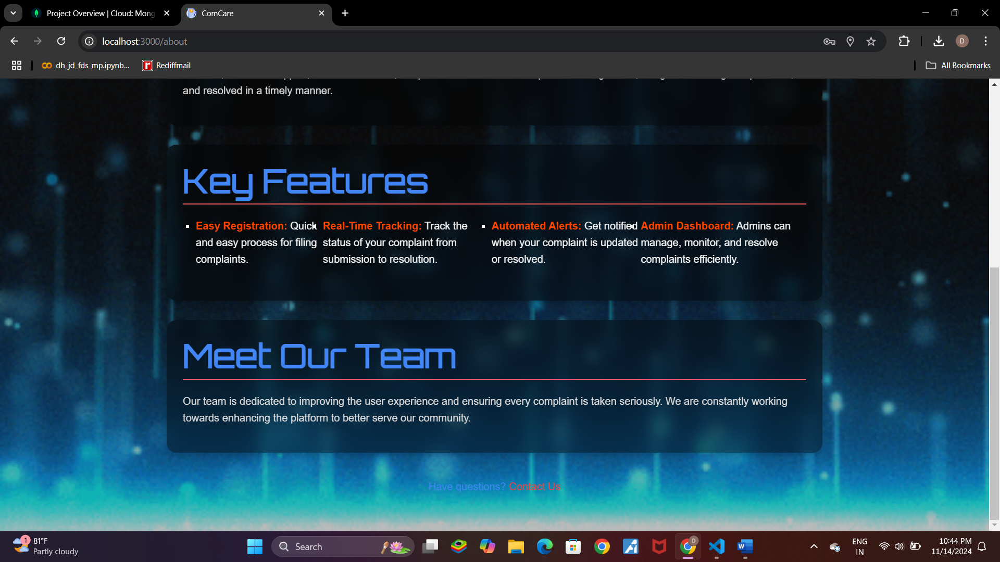 Project Overview | Cloud: Mong
ComCare
localhost:3000/about
D
dh_jd_fds_mp.ipynb...
Rediffmail
All Bookmarks
and resolved in a timely manner.
Key Features
Easy Registration: Quick
and easy process for filing
complaints.
Real-Time Tracking: Track the
status of your complaint from
submission to resolution.
Automated Alerts: Get notified
when your complaint is updated
or resolved.
Admin Dashboard: Admins can
manage, monitor, and resolve
complaints efficiently.
Meet Our Team
Our team is dedicated to improving the user experience and ensuring every complaint is taken seriously. We are constantly working
towards enhancing the platform to better serve our community.
Have questions? Contact Us
1
81°F
Partly cloudy
Search
D
W
ENG
IN
10:44 PM
11/14/2024